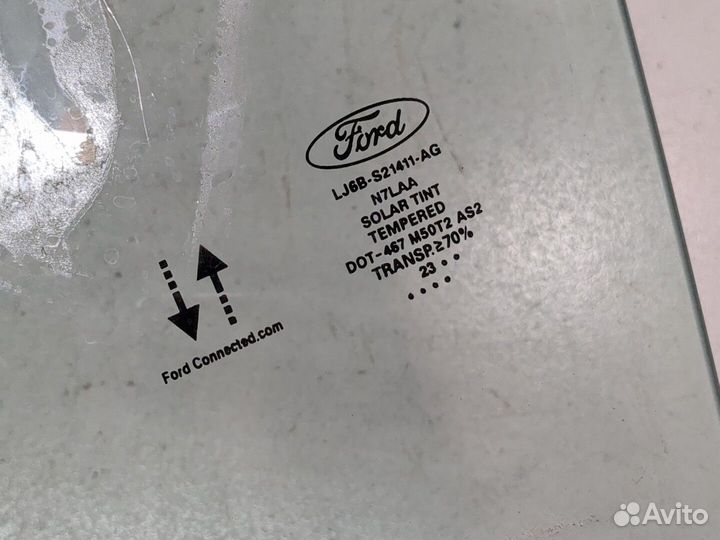 Ford
LJ6B-S21411-AG
N7LAA
SOLAR TINT
TEMPERED
DOT-467 M50T2 AS2
TRANSP.≥70%
23 . .
. . . .
Ford Connected.com
Avito